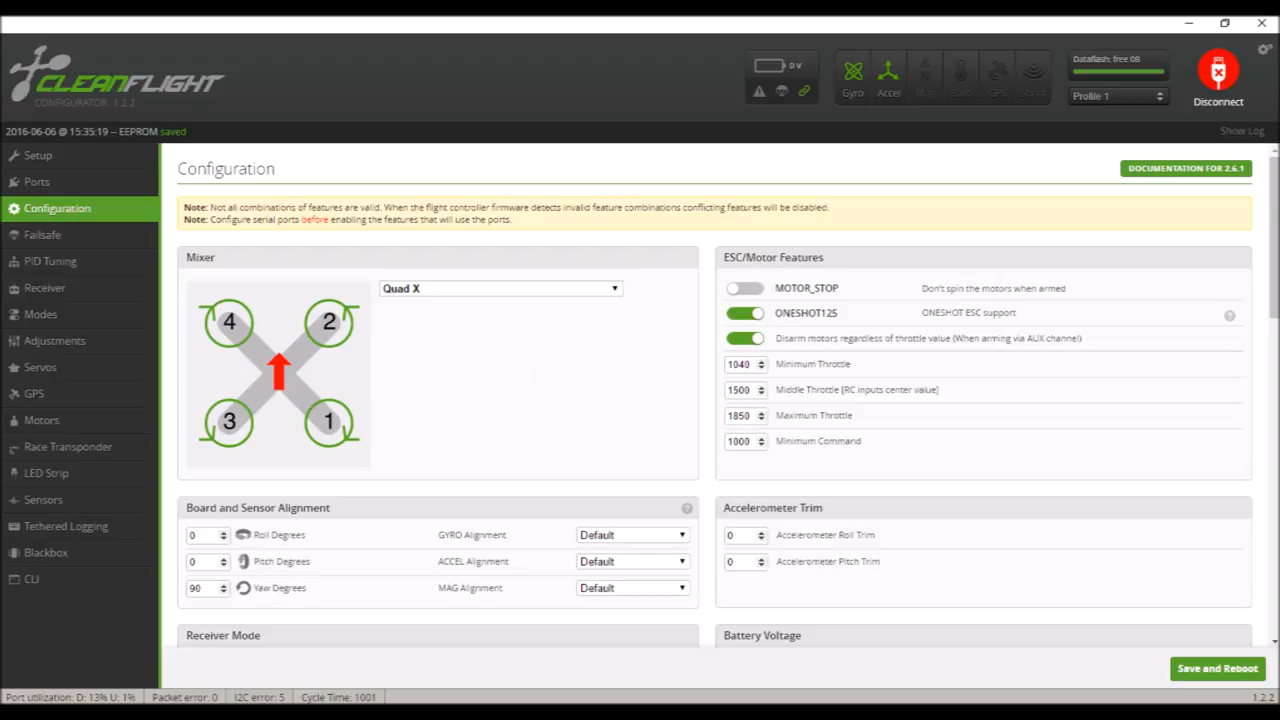 CLEANFLIGHT
CONFIGURATOR 1.2.2
0 V
Gyro Accel Mag Baro GPS Sonar
Dataflash: free 0B
Profile 1
Disconnect
2016-06-06 @ 15:35:19 -- EEPROM saved
Show Log
Setup
Ports
Configuration
Failsafe
PID Tuning
Receiver
Modes
Adjustments
Servos
GPS
Motors
Race Transponder
LED Strip
Sensors
Tethered Logging
Blackbox
CLI
Configuration
DOCUMENTATION FOR 2.6.1
Note: Not all combinations of features are valid. When the flight controller firmware detects invalid feature combinations conflicting features will be disabled.
Note: Configure serial ports before enabling the features that will use the ports.
Mixer
Quad X
4 2
3 1
ESC/Motor Features
MOTOR_STOP Don't spin the motors when armed
ONESHOT125 ONESHOT ESC support
Disarm motors regardless of throttle value (When arming via AUX channel)
1040 Minimum Throttle
1500 Middle Throttle [RC inputs center value]
1850 Maximum Throttle
1000 Minimum Command
Board and Sensor Alignment
0 Roll Degrees GYRO Alignment Default
0 Pitch Degrees ACCEL Alignment Default
90 Yaw Degrees MAG Alignment Default
Accelerometer Trim
0 Accelerometer Roll Trim
0 Accelerometer Pitch Trim
Receiver Mode
Battery Voltage
Save and Reboot
Port utilization: D: 13% U: 1% Packet error: 0 I2C error: 5 Cycle Time: 1001
1.2.2